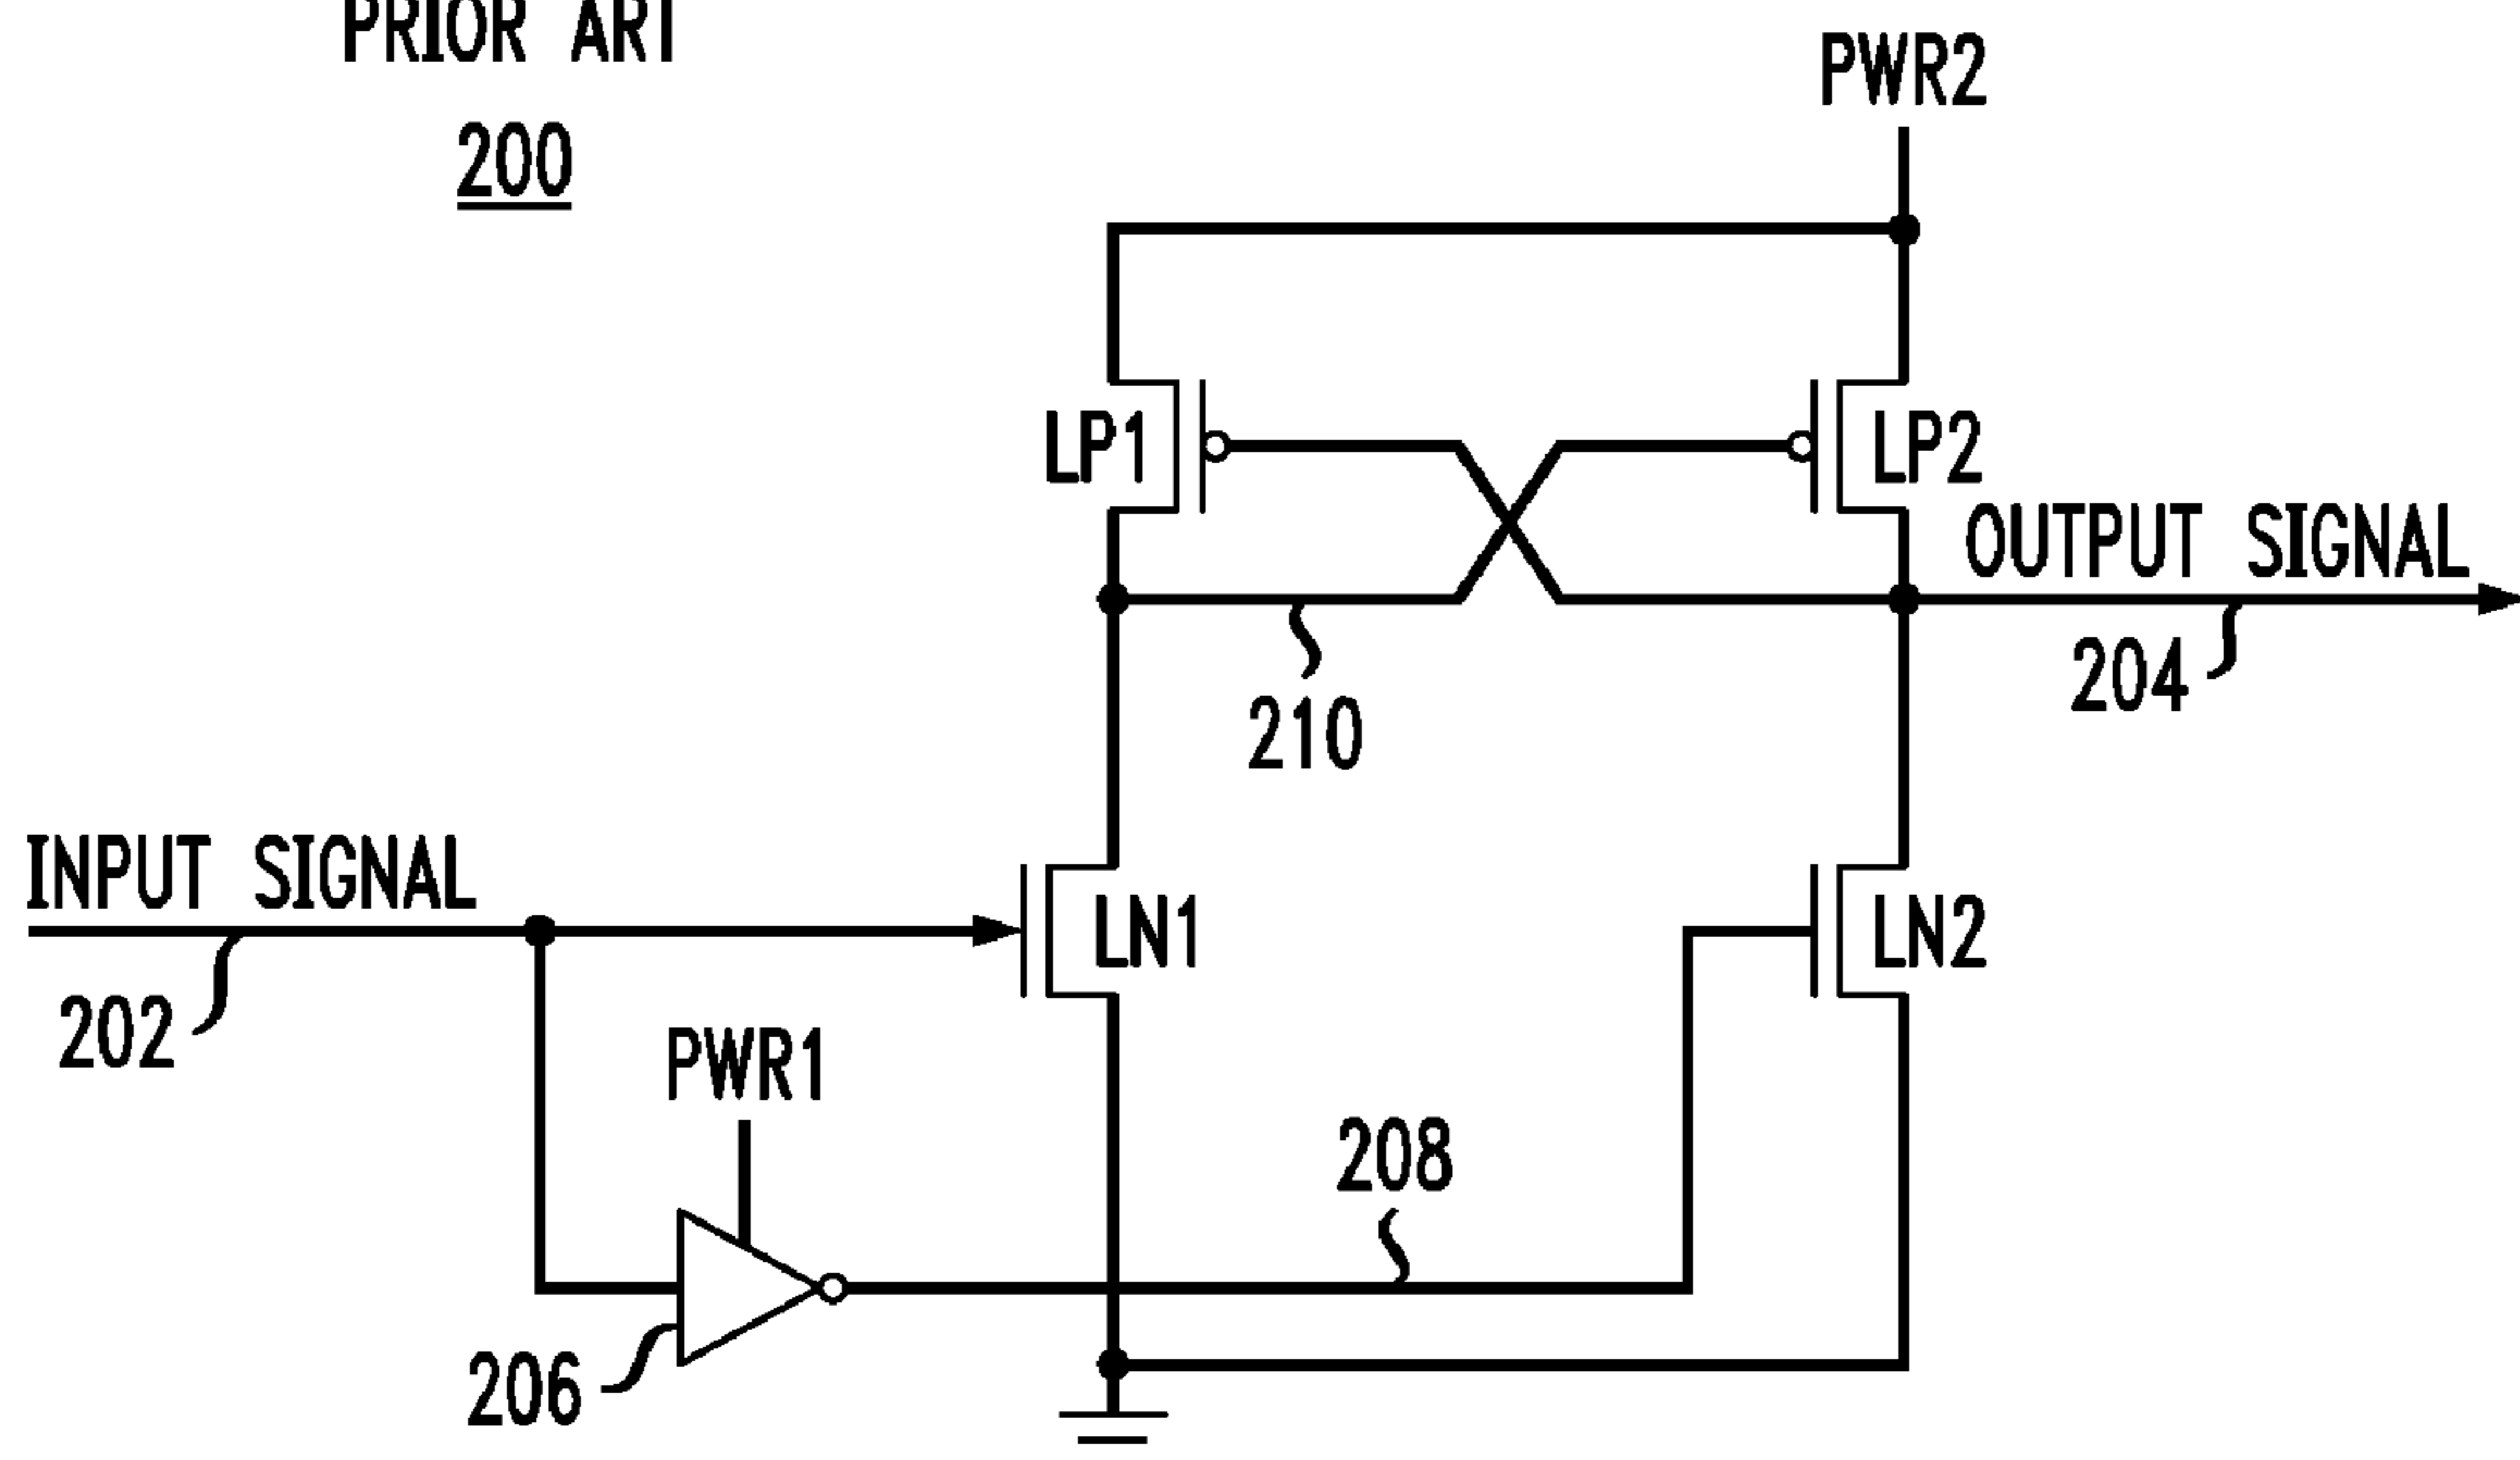 PRIOR ART
200
PWR2
LP1
LP2
OUTPUT SIGNAL
204
210
INPUT SIGNAL
LN1
LN2
202
PWR1
208
206